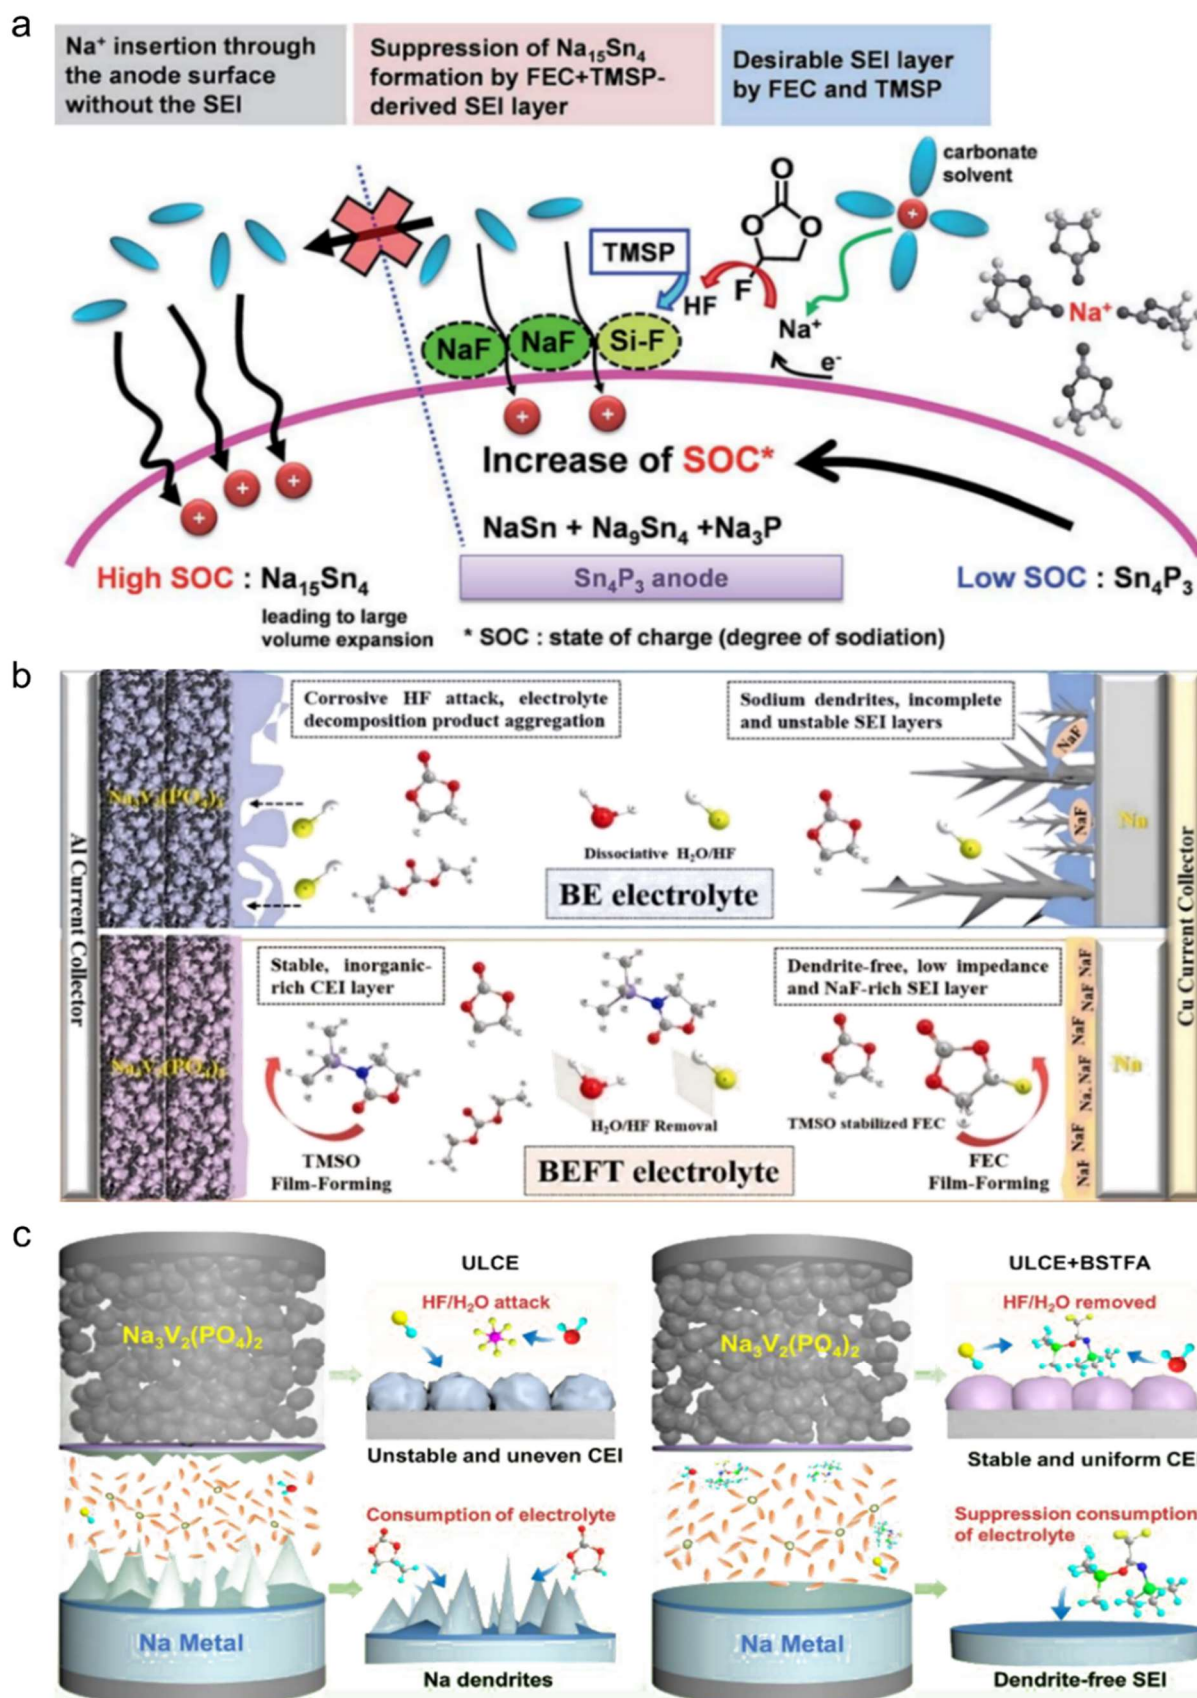 a
Na⁺ insertion through
the anode surface
without the SEI
Suppression of Na₁₅Sn₄
formation by FEC+TMSP-
derived SEI layer
Desirable SEI layer
by FEC and TMSP
carbonate
solvent
+
O
O
O
F
TMSP
HF
Na⁺
Na⁺
e⁻
NaF
NaF
Si-F
+
+
+
+
+
Increase of SOC*
NaSn + Na₉Sn₄ +Na₃P
Sn₄P₃ anode
High SOC : Na₁₅Sn₄
leading to large
volume expansion
Low SOC : Sn₄P₃
* SOC : state of charge (degree of sodiation)
b
Al Current Collector
Cu Current Collector
Corrosive HF attack, electrolyte
decomposition product aggregation
Sodium dendrites, incomplete
and unstable SEI layers
Na₃V₂(PO₄)₃
NaF
NaF
Na
Dissociative H₂O/HF
BE electrolyte
Stable, inorganic-
rich CEI layer
Dendrite-free, low impedance
and NaF-rich SEI layer
Na₃V₂(PO₄)₃
NaF
NaF
NaF
NaF
NaF
NaF
Na
H₂O/HF Removal
TMSO stabilized FEC
TMSO
Film-Forming
BEFT electrolyte
FEC
Film-Forming
c
ULCE
HF/H₂O attack
Na₃V₂(PO₄)₂
Unstable and uneven CEI
Consumption of electrolyte
Na Metal
Na dendrites
ULCE+BSTFA
HF/H₂O removed
Na₃V₂(PO₄)₂
Stable and uniform CEI
Suppression consumption
of electrolyte
Na Metal
Dendrite-free SEI